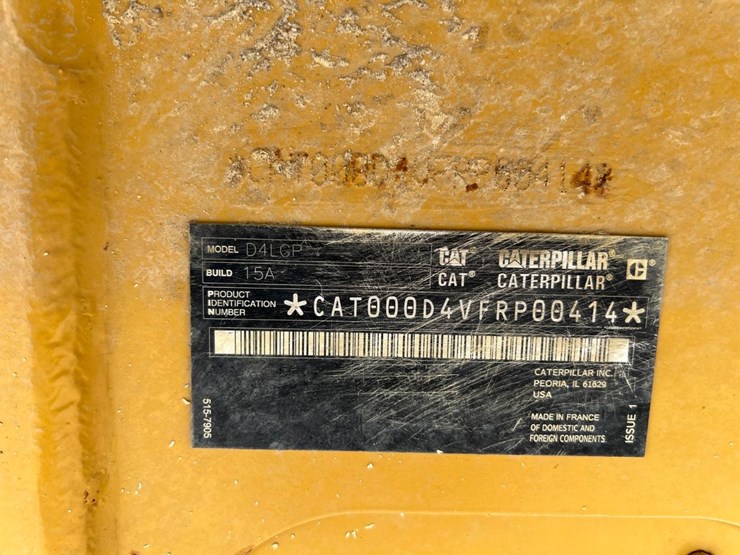 *CAT000D4VFRP00414*
MODEL D4LGP
BUILD 15A
CAT CATERPILLAR C
CAT® CATERPILLAR®
PRODUCT
IDENTIFICATION
NUMBER
*CAT000D4VFRP00414*
CATERPILLAR INC.
PEORIA, IL 61629
USA
MADE IN FRANCE
OF DOMESTIC AND
FOREIGN COMPONENTS
515-7905
ISSUE 1